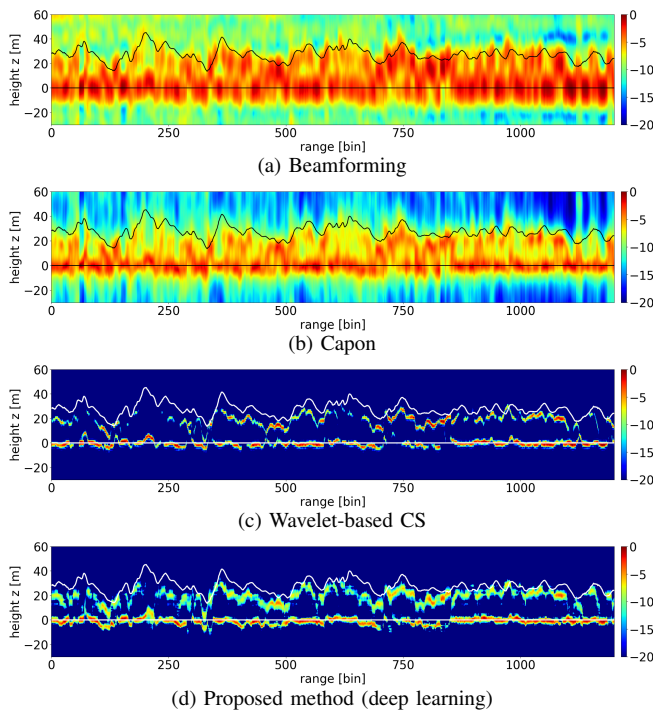 60
40
20
0
−20
height z [m]
0 250 500 750 1000
range [bin]
0
−5
−10
−15
−20
(a) Beamforming
60
40
20
0
−20
height z [m]
0 250 500 750 1000
range [bin]
0
−5
−10
−15
−20
(b) Capon
60
40
20
0
−20
height z [m]
0 250 500 750 1000
range [bin]
0
−5
−10
−15
−20
(c) Wavelet-based CS
60
40
20
0
−20
height z [m]
0 250 500 750 1000
range [bin]
0
−5
−10
−15
−20
(d) Proposed method (deep learning)